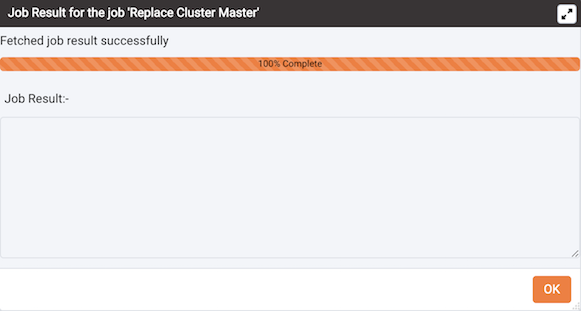 Job Result for the job 'Replace Cluster Master'
Fetched job result successfully
100% Complete
Job Result:-
OK